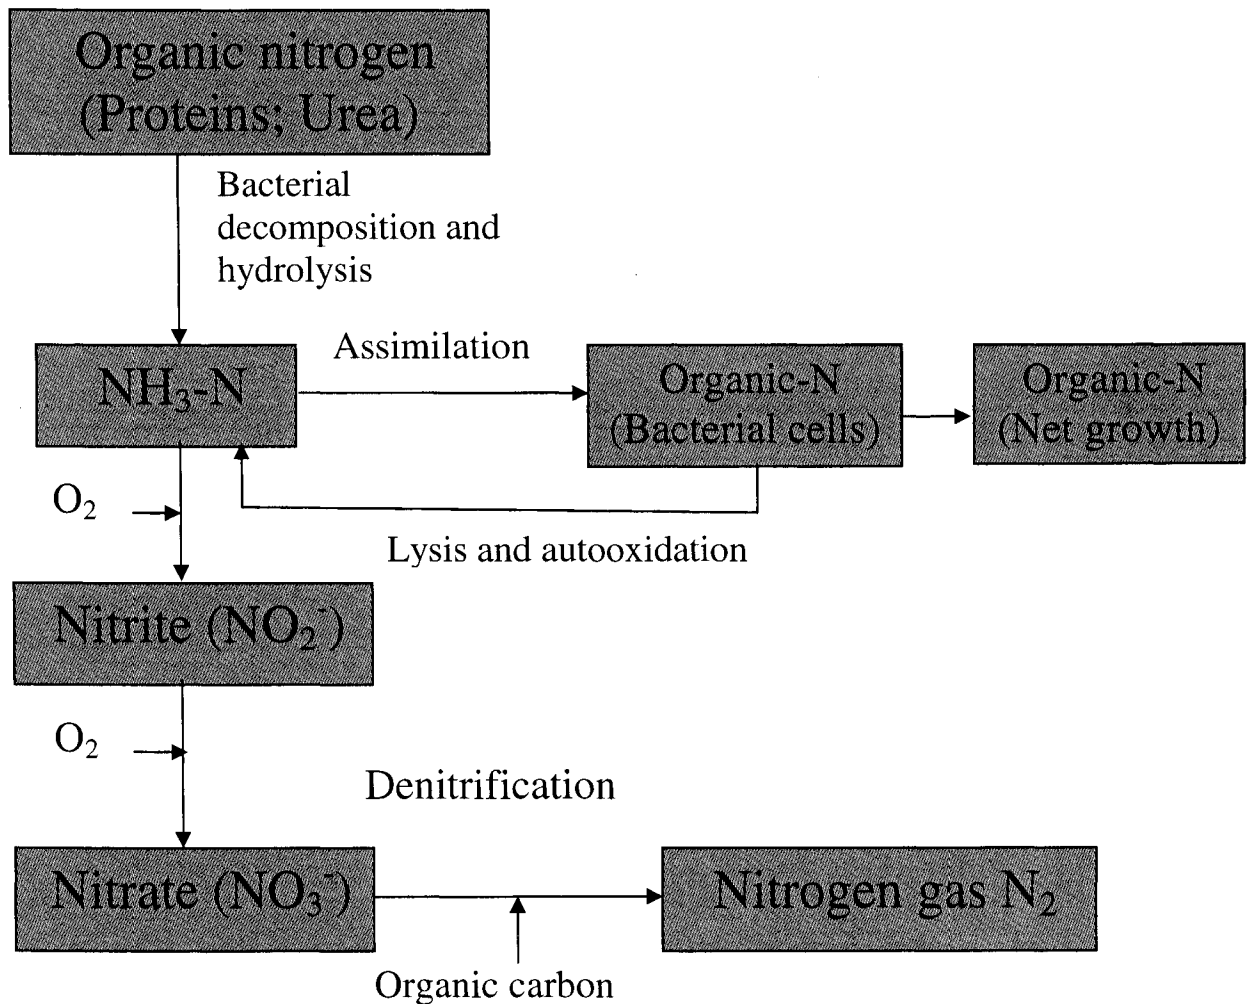 Organic nitrogen
(Proteins; Urea)
Bacterial
decomposition and
hydrolysis
Assimilation
NH₃-N
Organic-N
(Bacterial cells)
Organic-N
(Net growth)
O₂
Lysis and autooxidation
Nitrite (NO₂⁻)
O₂
Denitrification
Nitrate (NO₃⁻)
Nitrogen gas N₂
Organic carbon